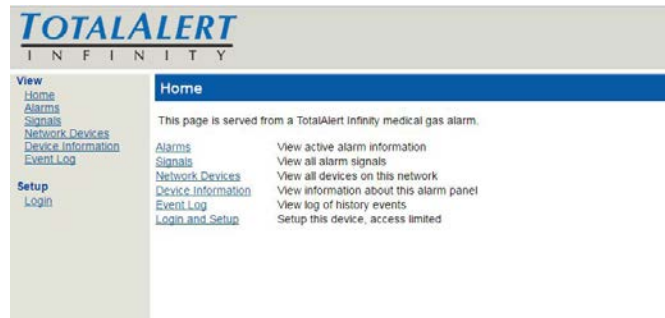 TOTALALERT
INFINITY
View
Home
Alarms
Signals
Network Devices
Device Information
Event Log
Setup
Login
Home
This page is served from a TotalAlert Infinity medical gas alarm.
Alarms View active alarm information
Signals View all alarm signals
Network Devices View all devices on this network
Device Information View information about this alarm panel
Event Log View log of history events
Login and Setup Setup this device, access limited